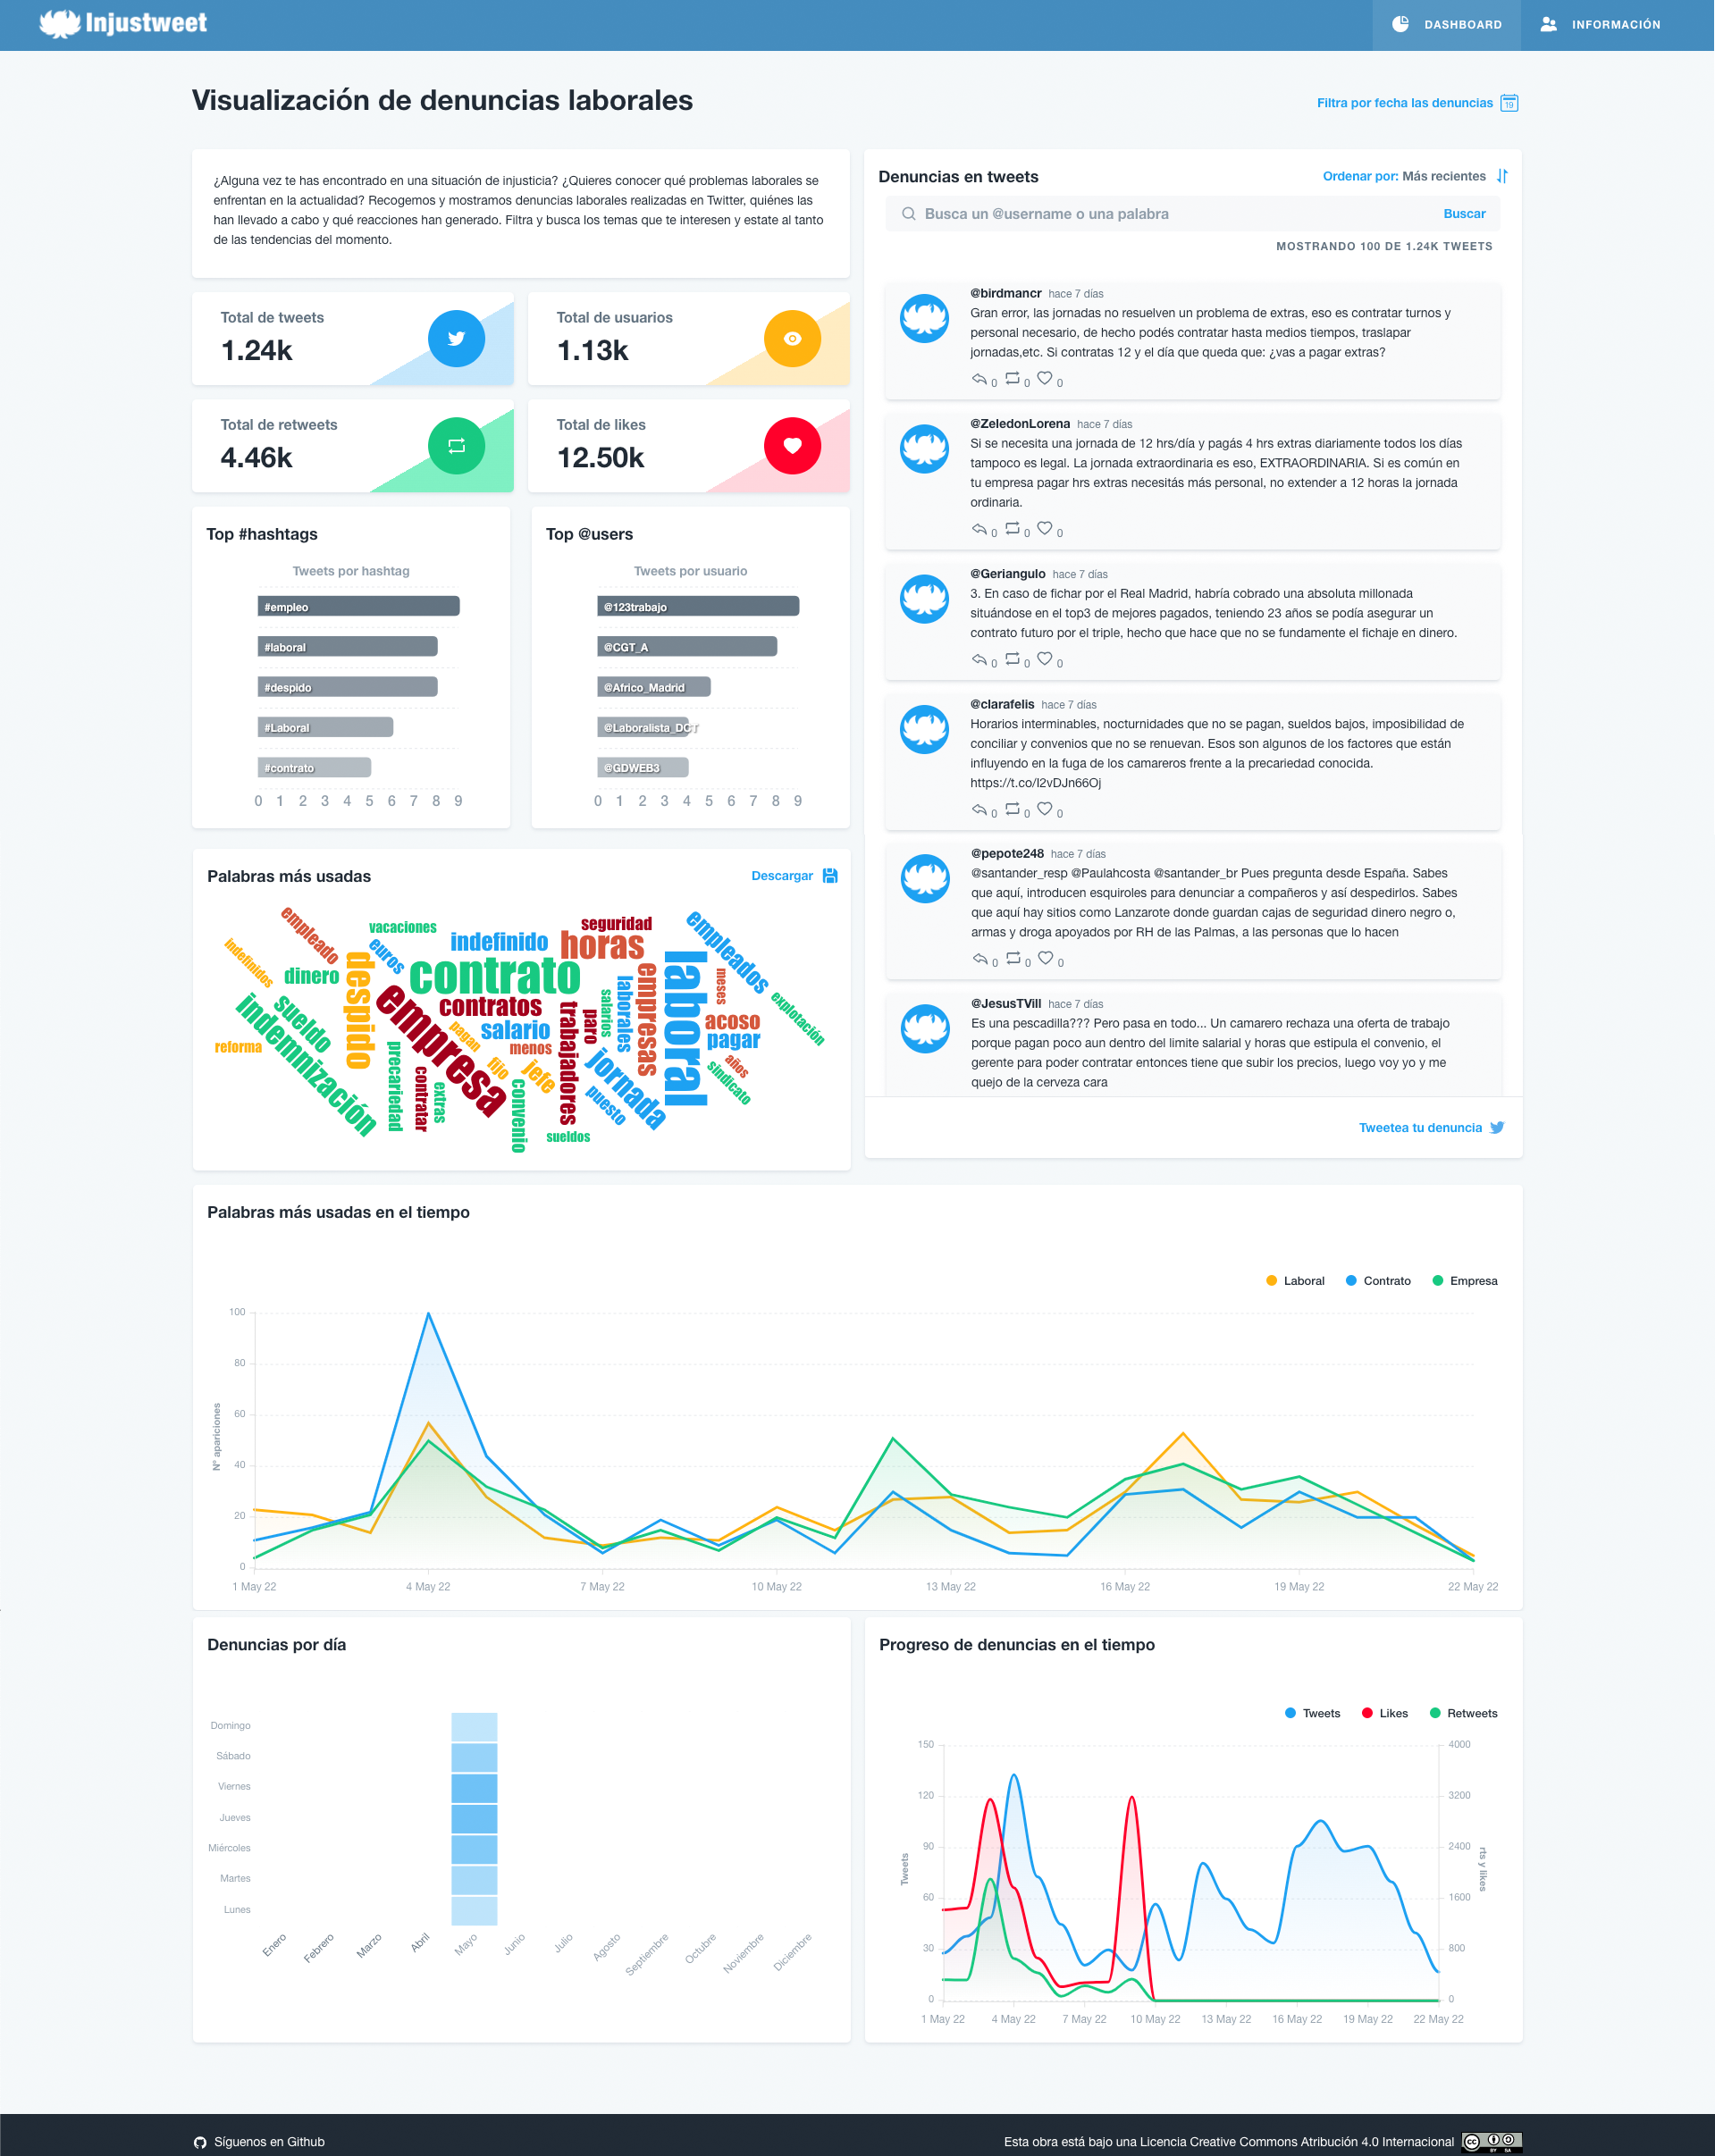 Injustweet
DASHBOARD
INFORMACIÓN
Visualización de denuncias laborales
Filtra por fecha las denuncias
19
¿Alguna vez te has encontrado en una situación de injusticia? ¿Quieres conocer qué problemas laborales se
enfrentan en la actualidad? Recogemos y mostramos denuncias laborales realizadas en Twitter, quiénes las
han llevado a cabo y qué reacciones han generado. Filtra y busca los temas que te interesen y estate al tanto
de las tendencias del momento.
Total de tweets
1.24k
Total de usuarios
1.13k
Total de retweets
4.46k
Total de likes
12.50k
Top #hashtags
Tweets por hashtag
#empleo
#laboral
#despido
#Laboral
#contrato
0 1 2 3 4 5 6 7 8 9
Top @users
Tweets por usuario
@123trabajo
@CGT_A
@Africo_Madrid
@Laboralista_DCT
@GDWEB3
0 1 2 3 4 5 6 7 8 9
Denuncias en tweets
Ordenar por: Más recientes
Busca un @username o una palabra
Buscar
MOSTRANDO 100 DE 1.24K TWEETS
@birdmancr hace 7 días
Gran error, las jornadas no resuelven un problema de extras, eso es contratar turnos y
personal necesario, de hecho podés contratar hasta medios tiempos, traslapar
jornadas,etc. Si contratas 12 y el día que queda que: ¿vas a pagar extras?
0 0 0
@ZeledonLorena hace 7 días
Si se necesita una jornada de 12 hrs/día y pagás 4 hrs extras diariamente todos los días
tampoco es legal. La jornada extraordinaria es eso, EXTRAORDINARIA. Si es común en
tu empresa pagar hrs extras necesitás más personal, no extender a 12 horas la jornada
ordinaria.
0 0 0
@Geriangulo hace 7 días
3. En caso de fichar por el Real Madrid, habría cobrado una absoluta millonada
situándose en el top3 de mejores pagados, teniendo 23 años se podía asegurar un
contrato futuro por el triple, hecho que hace que no se fundamente el fichaje en dinero.
0 0 0
@clarafelis hace 7 días
Horarios interminables, nocturnidades que no se pagan, sueldos bajos, imposibilidad de
conciliar y convenios que no se renuevan. Esos son algunos de los factores que están
influyendo en la fuga de los camareros frente a la precariedad conocida.
https://t.co/I2vDJn66Oj
0 0 0
@pepote248 hace 7 días
@santander_resp @Paulahcosta @santander_br Pues pregunta desde España. Sabes
que aquí, introducen esquiroles para denunciar a compañeros y así despedirlos. Sabes
que aquí hay sitios como Lanzarote donde guardan cajas de seguridad dinero negro o,
armas y droga apoyados por RH de las Palmas, a las personas que lo hacen
0 0 0
@JesusTVill hace 7 días
Es una pescadilla??? Pero pasa en todo... Un camarero rechaza una oferta de trabajo
porque pagan poco aun dentro del limite salarial y horas que estipula el convenio, el
gerente para poder contratar entonces tiene que subir los precios, luego voy yo y me
quejo de la cerveza cara
Tweetea tu denuncia
Palabras más usadas
Descargar
empleado
vacaciones
seguridad
empleados
indefinidos
euros
indefinido
horas
dinero
despido
contrato
laboral
meses
explotación
sueldo
indemnización
empresa
contratos
salarios
laborales
empresas
acoso
pagar
reforma
pagan
salario
trabajadores
paro
menos
precariedad
contratar
extras
fijo
jefe
convenio
jornada
puesto
años
sindicato
sueldos
Palabras más usadas en el tiempo
Laboral
Contrato
Empresa
Nº apariciones
100
80
60
40
20
0
1 May 22
4 May 22
7 May 22
10 May 22
13 May 22
16 May 22
19 May 22
22 May 22
Denuncias por día
Domingo
Sábado
Viernes
Jueves
Miércoles
Martes
Lunes
Enero
Febrero
Marzo
Abril
Mayo
Junio
Julio
Agosto
Septiembre
Octubre
Noviembre
Diciembre
Progreso de denuncias en el tiempo
Tweets
Likes
Retweets
Tweets
150
120
90
60
30
0
4000
3200
2400
1600
800
0
rts y likes
1 May 22
4 May 22
7 May 22
10 May 22
13 May 22
16 May 22
19 May 22
22 May 22
Síguenos en Github
Esta obra está bajo una Licencia Creative Commons Atribución 4.0 Internacional
cc
BY SA